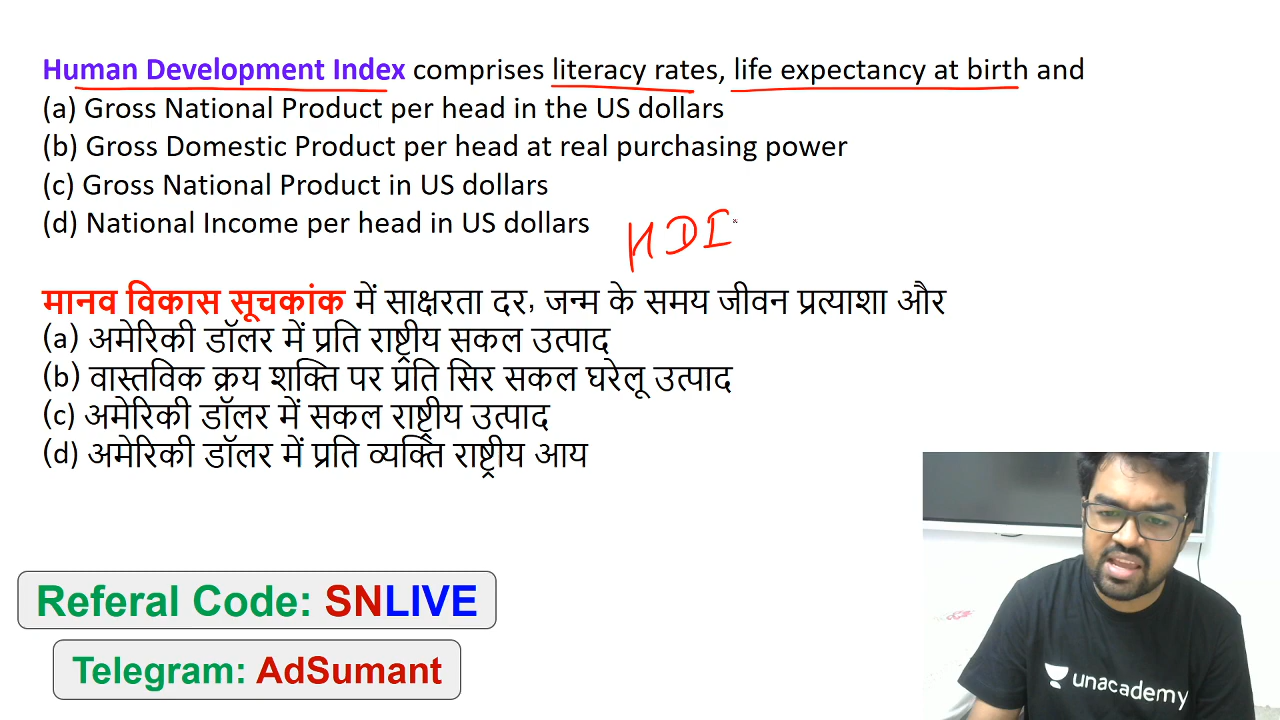 Human Development Index comprises literacy rates, life expectancy at birth and
(a) Gross National Product per head in the US dollars
(b) Gross Domestic Product per head at real purchasing power
(c) Gross National Product in US dollars
(d) National Income per head in US dollars
HDI
मानव विकास सूचकांक में साक्षरता दर, जन्म के समय जीवन प्रत्याशा और
(a) अमेरिकी डॉलर में प्रति राष्ट्रीय सकल उत्पाद
(b) वास्तविक क्रय शक्ति पर प्रति सिर सकल घरेलू उत्पाद
(c) अमेरिकी डॉलर में सकल राष्ट्रीय उत्पाद
(d) अमेरिकी डॉलर में प्रति व्यक्ति राष्ट्रीय आय
Referal Code: SNLIVE
Telegram: AdSumant
unacademy